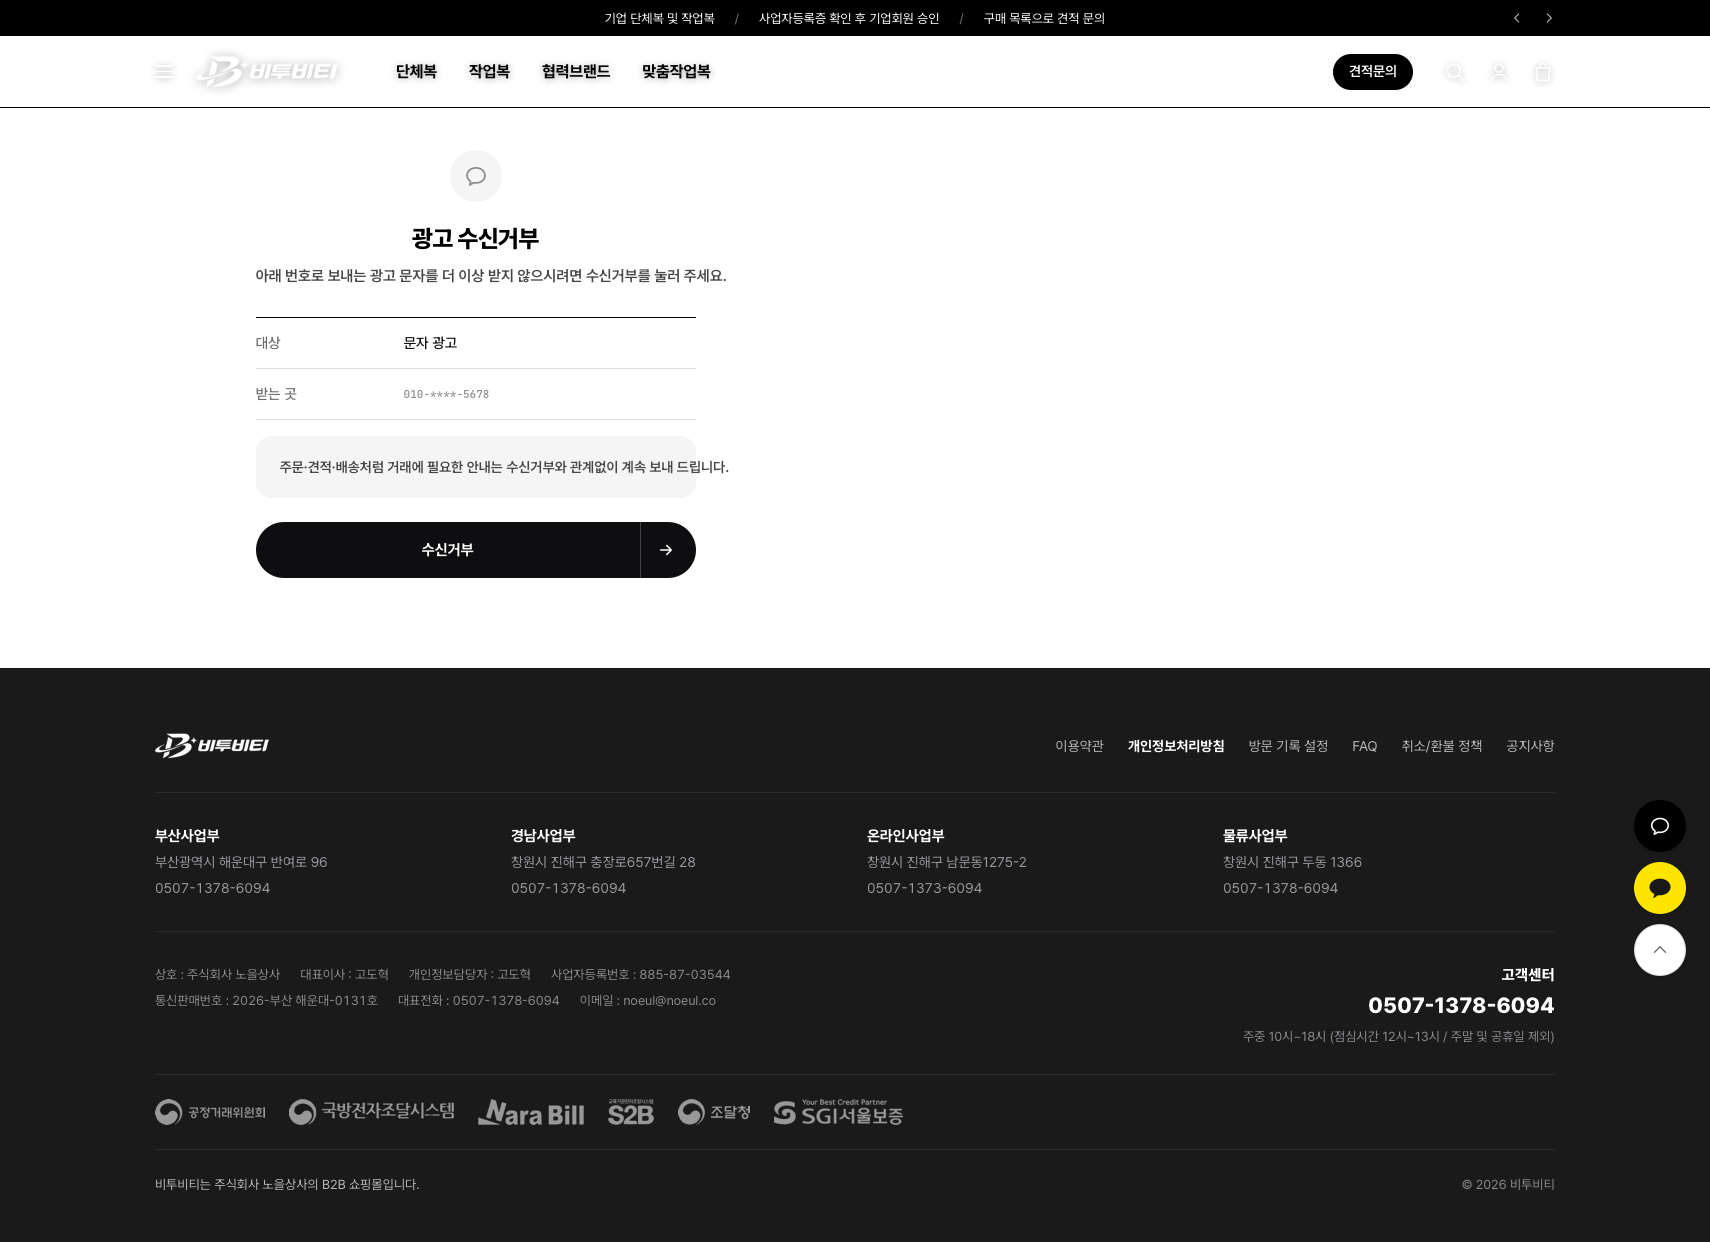 기업 단체복 및 작업복 / 사업자등록증 확인 후 기업회원 승인 / 구매 목록으로 견적 문의
비투비티 단체복 작업복 협력브랜드 맞춤작업복 견적문의
광고 수신거부
아래 번호로 보내는 광고 문자를 더 이상 받지 않으시려면 수신거부를 눌러 주세요.
대상 문자 광고
받는 곳 010-****-5678
주문·견적·배송처럼 거래에 필요한 안내는 수신거부와 관계없이 계속 보내 드립니다.
수신거부
비투비티 이용약관 개인정보처리방침 방문 기록 설정 FAQ 취소/환불 정책 공지사항
부산사업부 경남사업부 온라인사업부 물류사업부
부산광역시 해운대구 반여로 96 창원시 진해구 충장로657번길 28 창원시 진해구 남문동1275-2 창원시 진해구 두동 1366
0507-1378-6094 0507-1378-6094 0507-1373-6094 0507-1378-6094
상호 : 주식회사 노을상사 대표이사 : 고도혁 개인정보담당자 : 고도혁 사업자등록번호 : 885-87-03544
통신판매번호 : 2026-부산 해운대-0131호 대표전화 : 0507-1378-6094 이메일 : noeul@noeul.co
고객센터
0507-1378-6094
주중 10시~18시 (점심시간 12시~13시 / 주말 및 공휴일 제외)
공정거래위원회 국방전자조달시스템 Nara Bill S2B 조달청 Your Best Credit Partner SGI서울보증
비투비티는 주식회사 노을상사의 B2B 쇼핑몰입니다. © 2026 비투비티